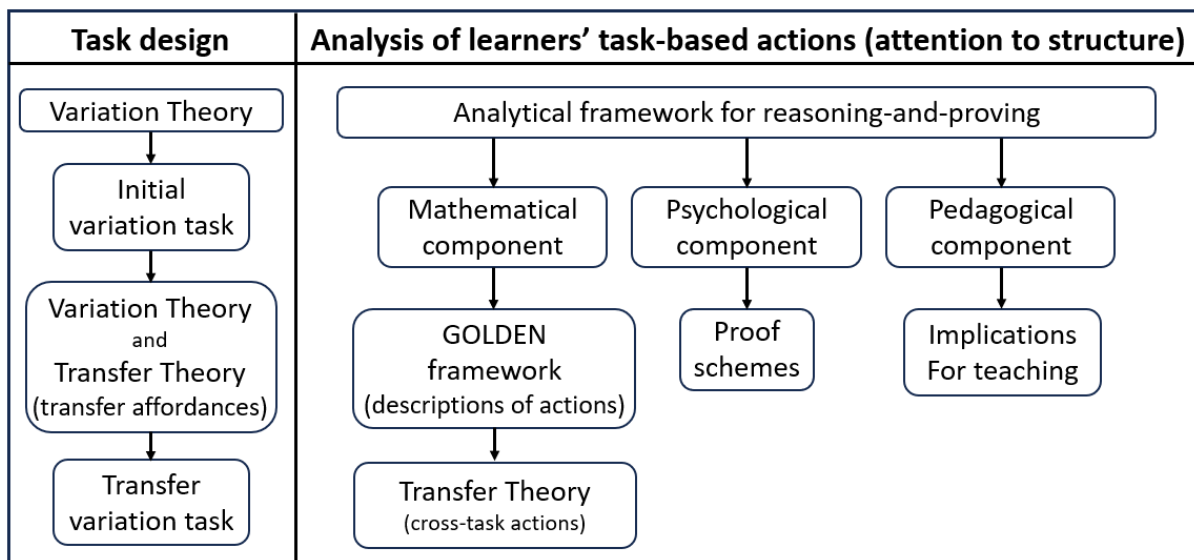 Task design
Analysis of learners’ task-based actions (attention to structure)
Variation Theory
Initial
variation task
Variation Theory
and
Transfer Theory
(transfer affordances)
Transfer
variation task
Analytical framework for reasoning-and-proving
Mathematical
component
Psychological
component
Pedagogical
component
GOLDEN
framework
(descriptions of actions)
Proof
schemes
Implications
For teaching
Transfer Theory
(cross-task actions)